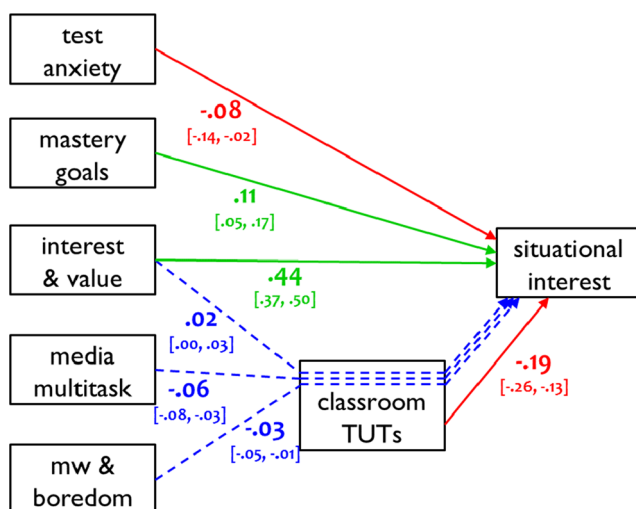 test
anxiety
-.08
[-.14, -.02]
mastery
goals
.11
[.05, .17]
interest
& value
.44
[.37, .50]
situational
interest
.02
[.00, .03]
media
multitask
-.06
[-.08, -.03]
classroom
TUTs
-.19
[-.26, -.13]
-.03
[-.05, -.01]
mw &
boredom